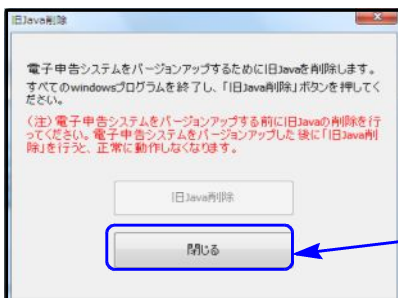 旧Java削除
電子申告システムをバージョンアップするために旧Javaを削除します。
すべてのwindowsプログラムを終了し、「旧Java削除」ボタンを押してく
ださい。
（注）電子申告システムをバージョンアップする前に旧Javaの削除を行
ってください。電子申告システムをバージョンアップした後に「旧Java削
除」を行うと、正常に動作しなくなります。
旧Java削除
閉じる